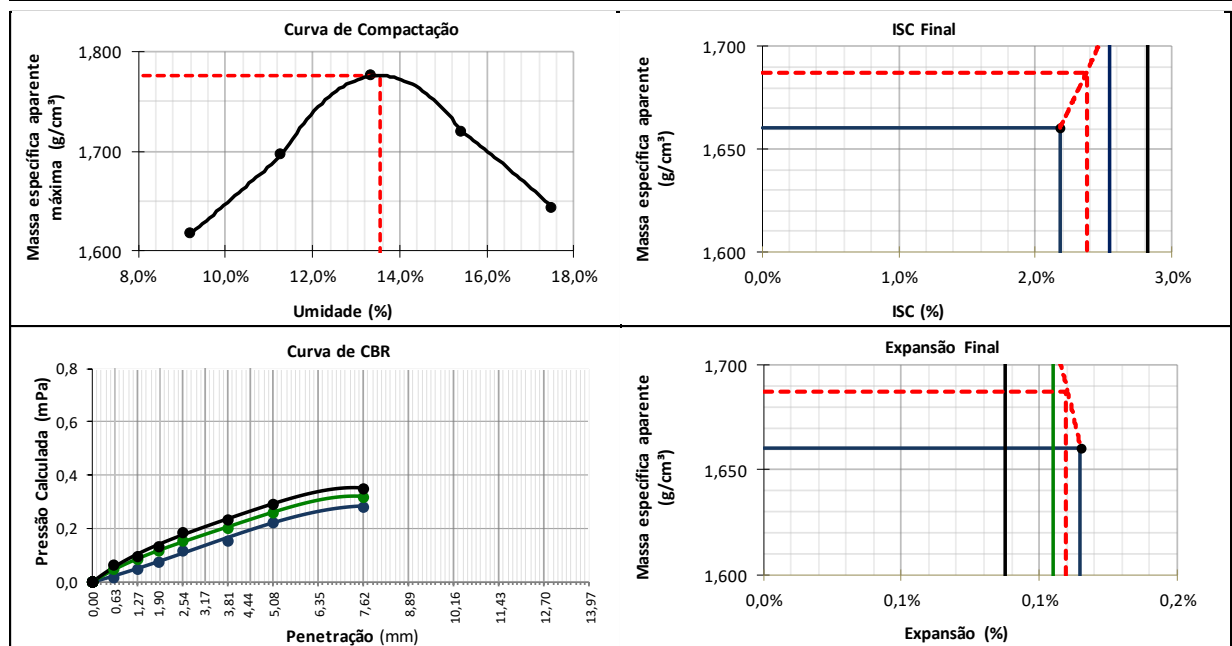 Curva de Compactação
Massa específica aparente
máxima (g/cm³)
1,800
1,700
1,600
8,0% 10,0% 12,0% 14,0% 16,0% 18,0%
Umidade (%)
ISC Final
Massa específica aparente
(g/cm³)
1,700
1,650
1,600
0,0% 1,0% 2,0% 3,0%
ISC (%)
Curva de CBR
Pressão Calculada (mPa)
0,8
0,6
0,4
0,2
0,0
0,00 0,63 1,27 1,90 2,54 3,17 3,81 4,44 5,08 6,35 7,62 8,89 10,16 11,43 12,70 13,97
Penetração (mm)
Expansão Final
Massa específica aparente
(g/cm³)
1,700
1,650
1,600
0,0% 0,1% 0,1% 0,2%
Expansão (%)